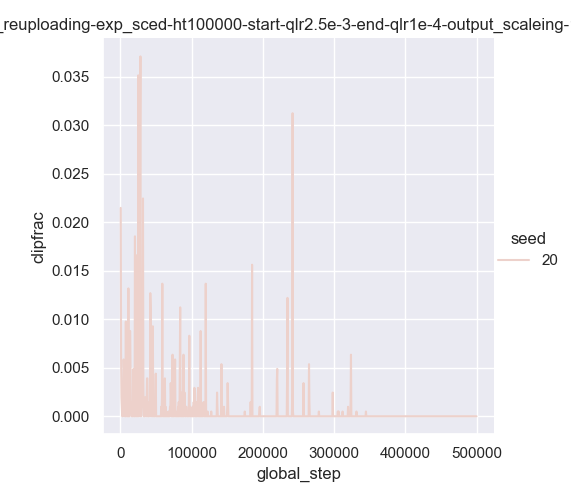 _reuploading-exp_sced-ht100000-start-qlr2.5e-3-end-qlr1e-4-output_scaleing-
0.035
0.030
0.025
0.020
0.015
0.010
0.005
0.000
dipfrac
seed
20
0 100000 200000 300000 400000 500000
global_step